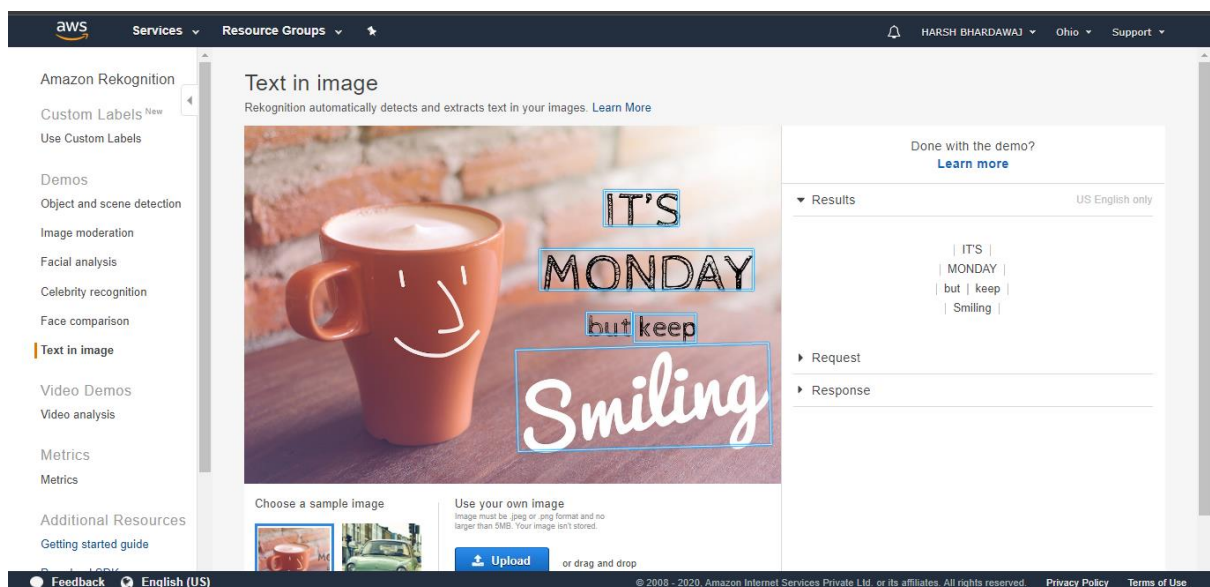 aws Services Resource Groups HARSH BHARDAWAJ Ohio Support
Amazon Rekognition
Custom Labels New
Use Custom Labels
Demos
Object and scene detection
Image moderation
Facial analysis
Celebrity recognition
Face comparison
Text in image
Video Demos
Video analysis
Metrics
Metrics
Additional Resources
Getting started guide
Text in image
Rekognition automatically detects and extracts text in your images. Learn More
IT'S
MONDAY
but keep
Smiling
Choose a sample image
Use your own image
Image must be .jpeg or .png format and no
larger than 5MB. Your image isn't stored.
Upload or drag and drop
Done with the demo?
Learn more
Results US English only
| IT'S |
| MONDAY |
| but | keep |
| Smiling |
Request
Response
Feedback English (US) © 2008 - 2020, Amazon Internet Services Private Ltd. or its affiliates. All rights reserved. Privacy Policy Terms of Use